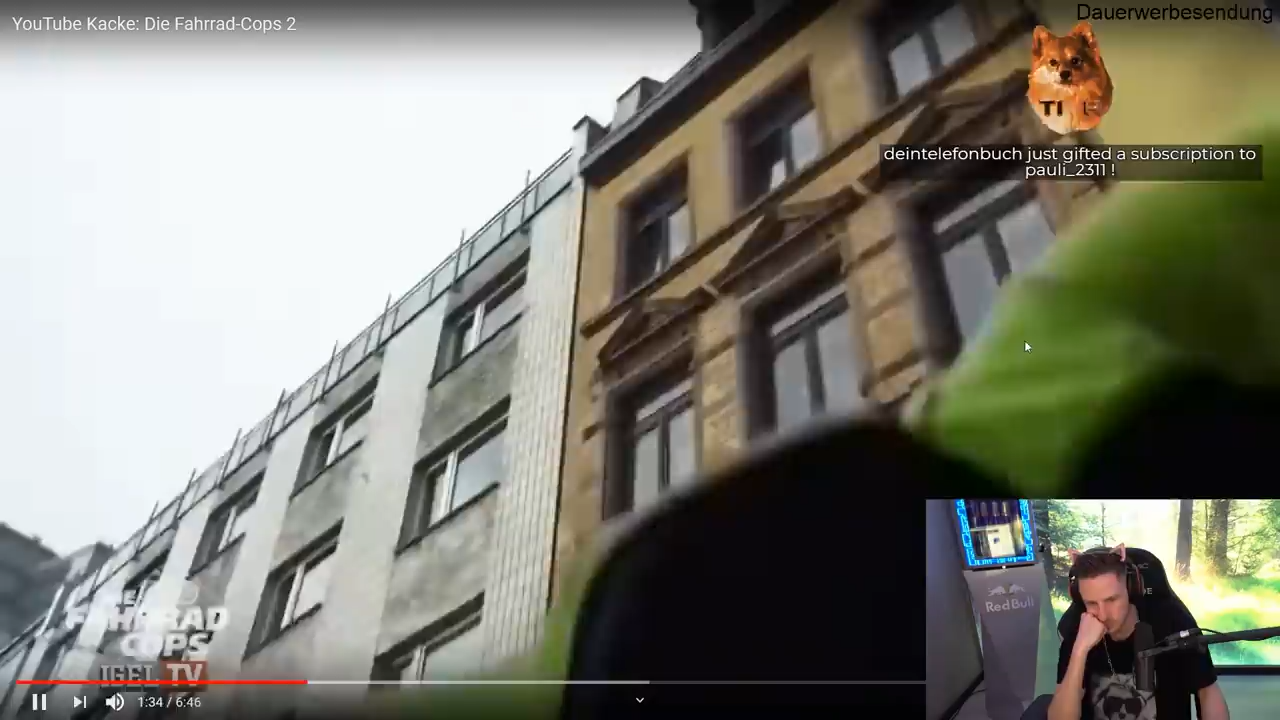 YouTube Kacke: Die Fahrrad-Cops 2
Dauerwerbesendung
deintelefonbuch just gifted a subscription to
pauli_2311 !
FAHRRAD
COPS
IGEL TV
RedBull
1:34 / 6:46